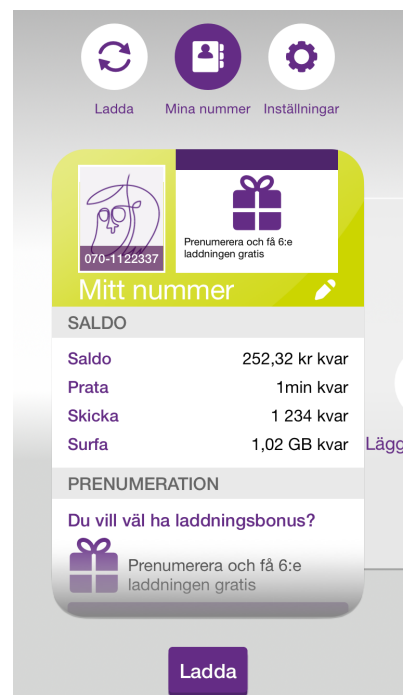 Ladda
Mina nummer
Inställningar
Prenumerera och få 6:e
laddningen gratis
070-1122337
Mitt nummer
SALDO
Saldo 252,32 kr kvar
Prata 1min kvar
Skicka 1 234 kvar
Surfa 1,02 GB kvar
Lägg
PRENUMERATION
Du vill väl ha laddningsbonus?
Prenumerera och få 6:e
laddningen gratis
Ladda